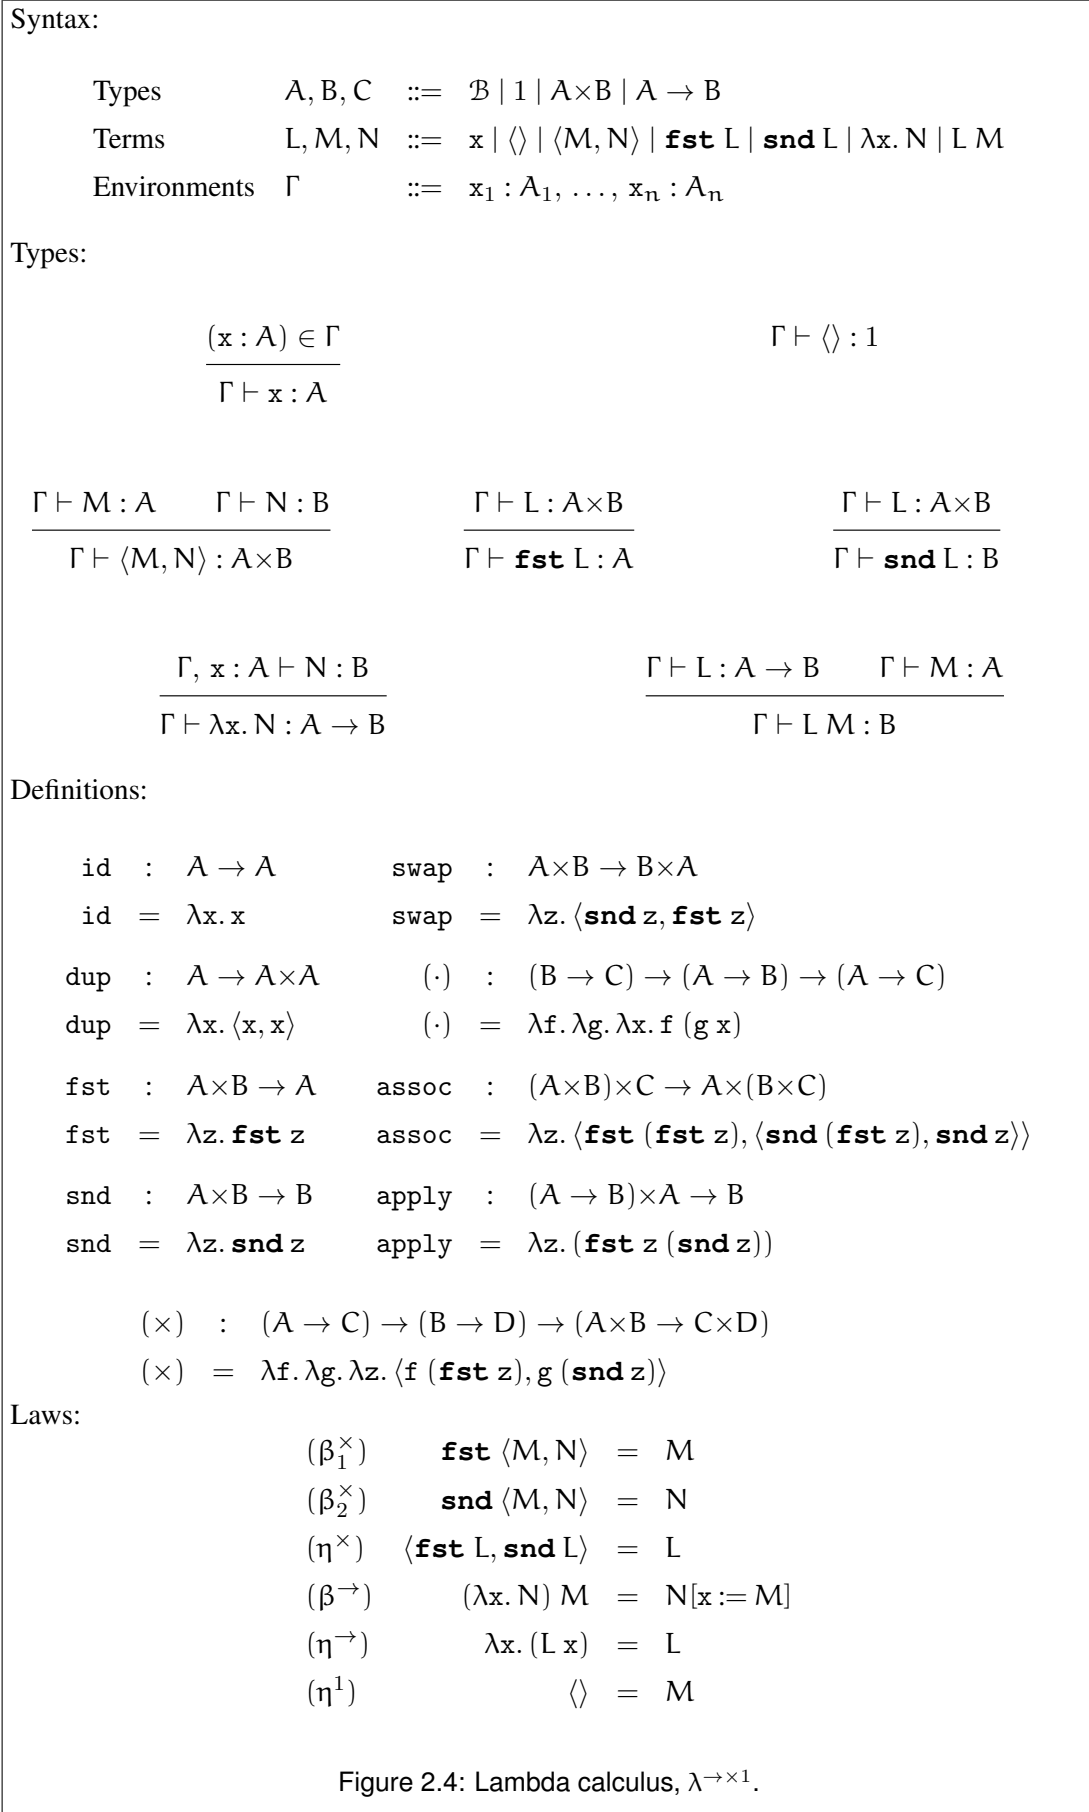 Syntax:
Types A, B, C ::= ℬ | 1 | A×B | A → B
Terms L, M, N ::= x | ⟨⟩ | ⟨M, N⟩ | fst L | snd L | λx. N | L M
Environments Γ ::= x₁ : A₁, …, xₙ : Aₙ
Types:
(x : A) ∈ Γ
Γ ⊢ x : A
Γ ⊢ ⟨⟩ : 1
Γ ⊢ M : A Γ ⊢ N : B
Γ ⊢ ⟨M, N⟩ : A×B
Γ ⊢ L : A×B
Γ ⊢ fst L : A
Γ ⊢ L : A×B
Γ ⊢ snd L : B
Γ, x : A ⊢ N : B
Γ ⊢ λx. N : A → B
Γ ⊢ L : A → B Γ ⊢ M : A
Γ ⊢ L M : B
Definitions:
id : A → A swap : A×B → B×A
id = λx. x swap = λz. ⟨snd z, fst z⟩
dup : A → A×A (·) : (B → C) → (A → B) → (A → C)
dup = λx. ⟨x, x⟩ (·) = λf. λg. λx. f (g x)
fst : A×B → A assoc : (A×B)×C → A×(B×C)
fst = λz. fst z assoc = λz. ⟨fst (fst z), ⟨snd (fst z), snd z⟩⟩
snd : A×B → B apply : (A → B)×A → B
snd = λz. snd z apply = λz. (fst z (snd z))
(×) : (A → C) → (B → D) → (A×B → C×D)
(×) = λf. λg. λz. ⟨f (fst z), g (snd z)⟩
Laws:
(β₁^×) fst ⟨M, N⟩ = M
(β₂^×) snd ⟨M, N⟩ = N
(η^×) ⟨fst L, snd L⟩ = L
(β^→) (λx. N) M = N[x := M]
(η^→) λx. (L x) = L
(η¹) ⟨⟩ = M
Figure 2.4: Lambda calculus, λ^→×1.